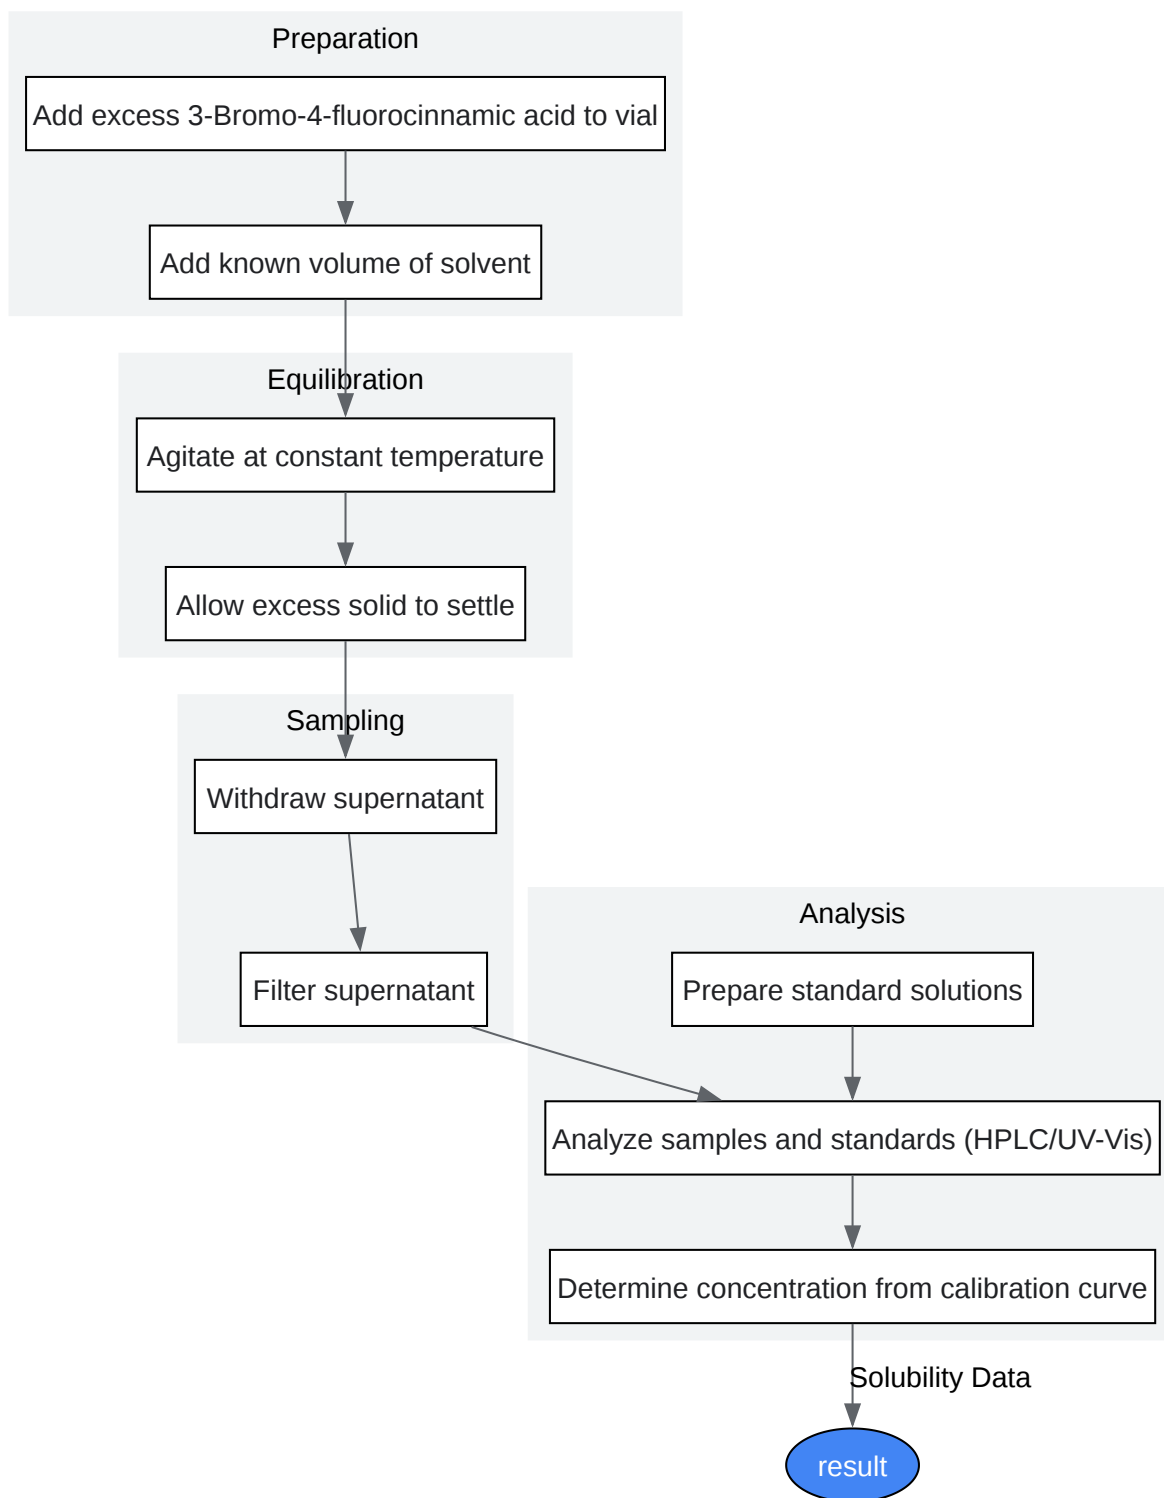 Preparation
Add excess 3-Bromo-4-fluorocinnamic acid to vial
Add known volume of solvent
Equilibration
Agitate at constant temperature
Allow excess solid to settle
Sampling
Withdraw supernatant
Filter supernatant
Analysis
Prepare standard solutions
Analyze samples and standards (HPLC/UV-Vis)
Determine concentration from calibration curve
Solubility Data
result